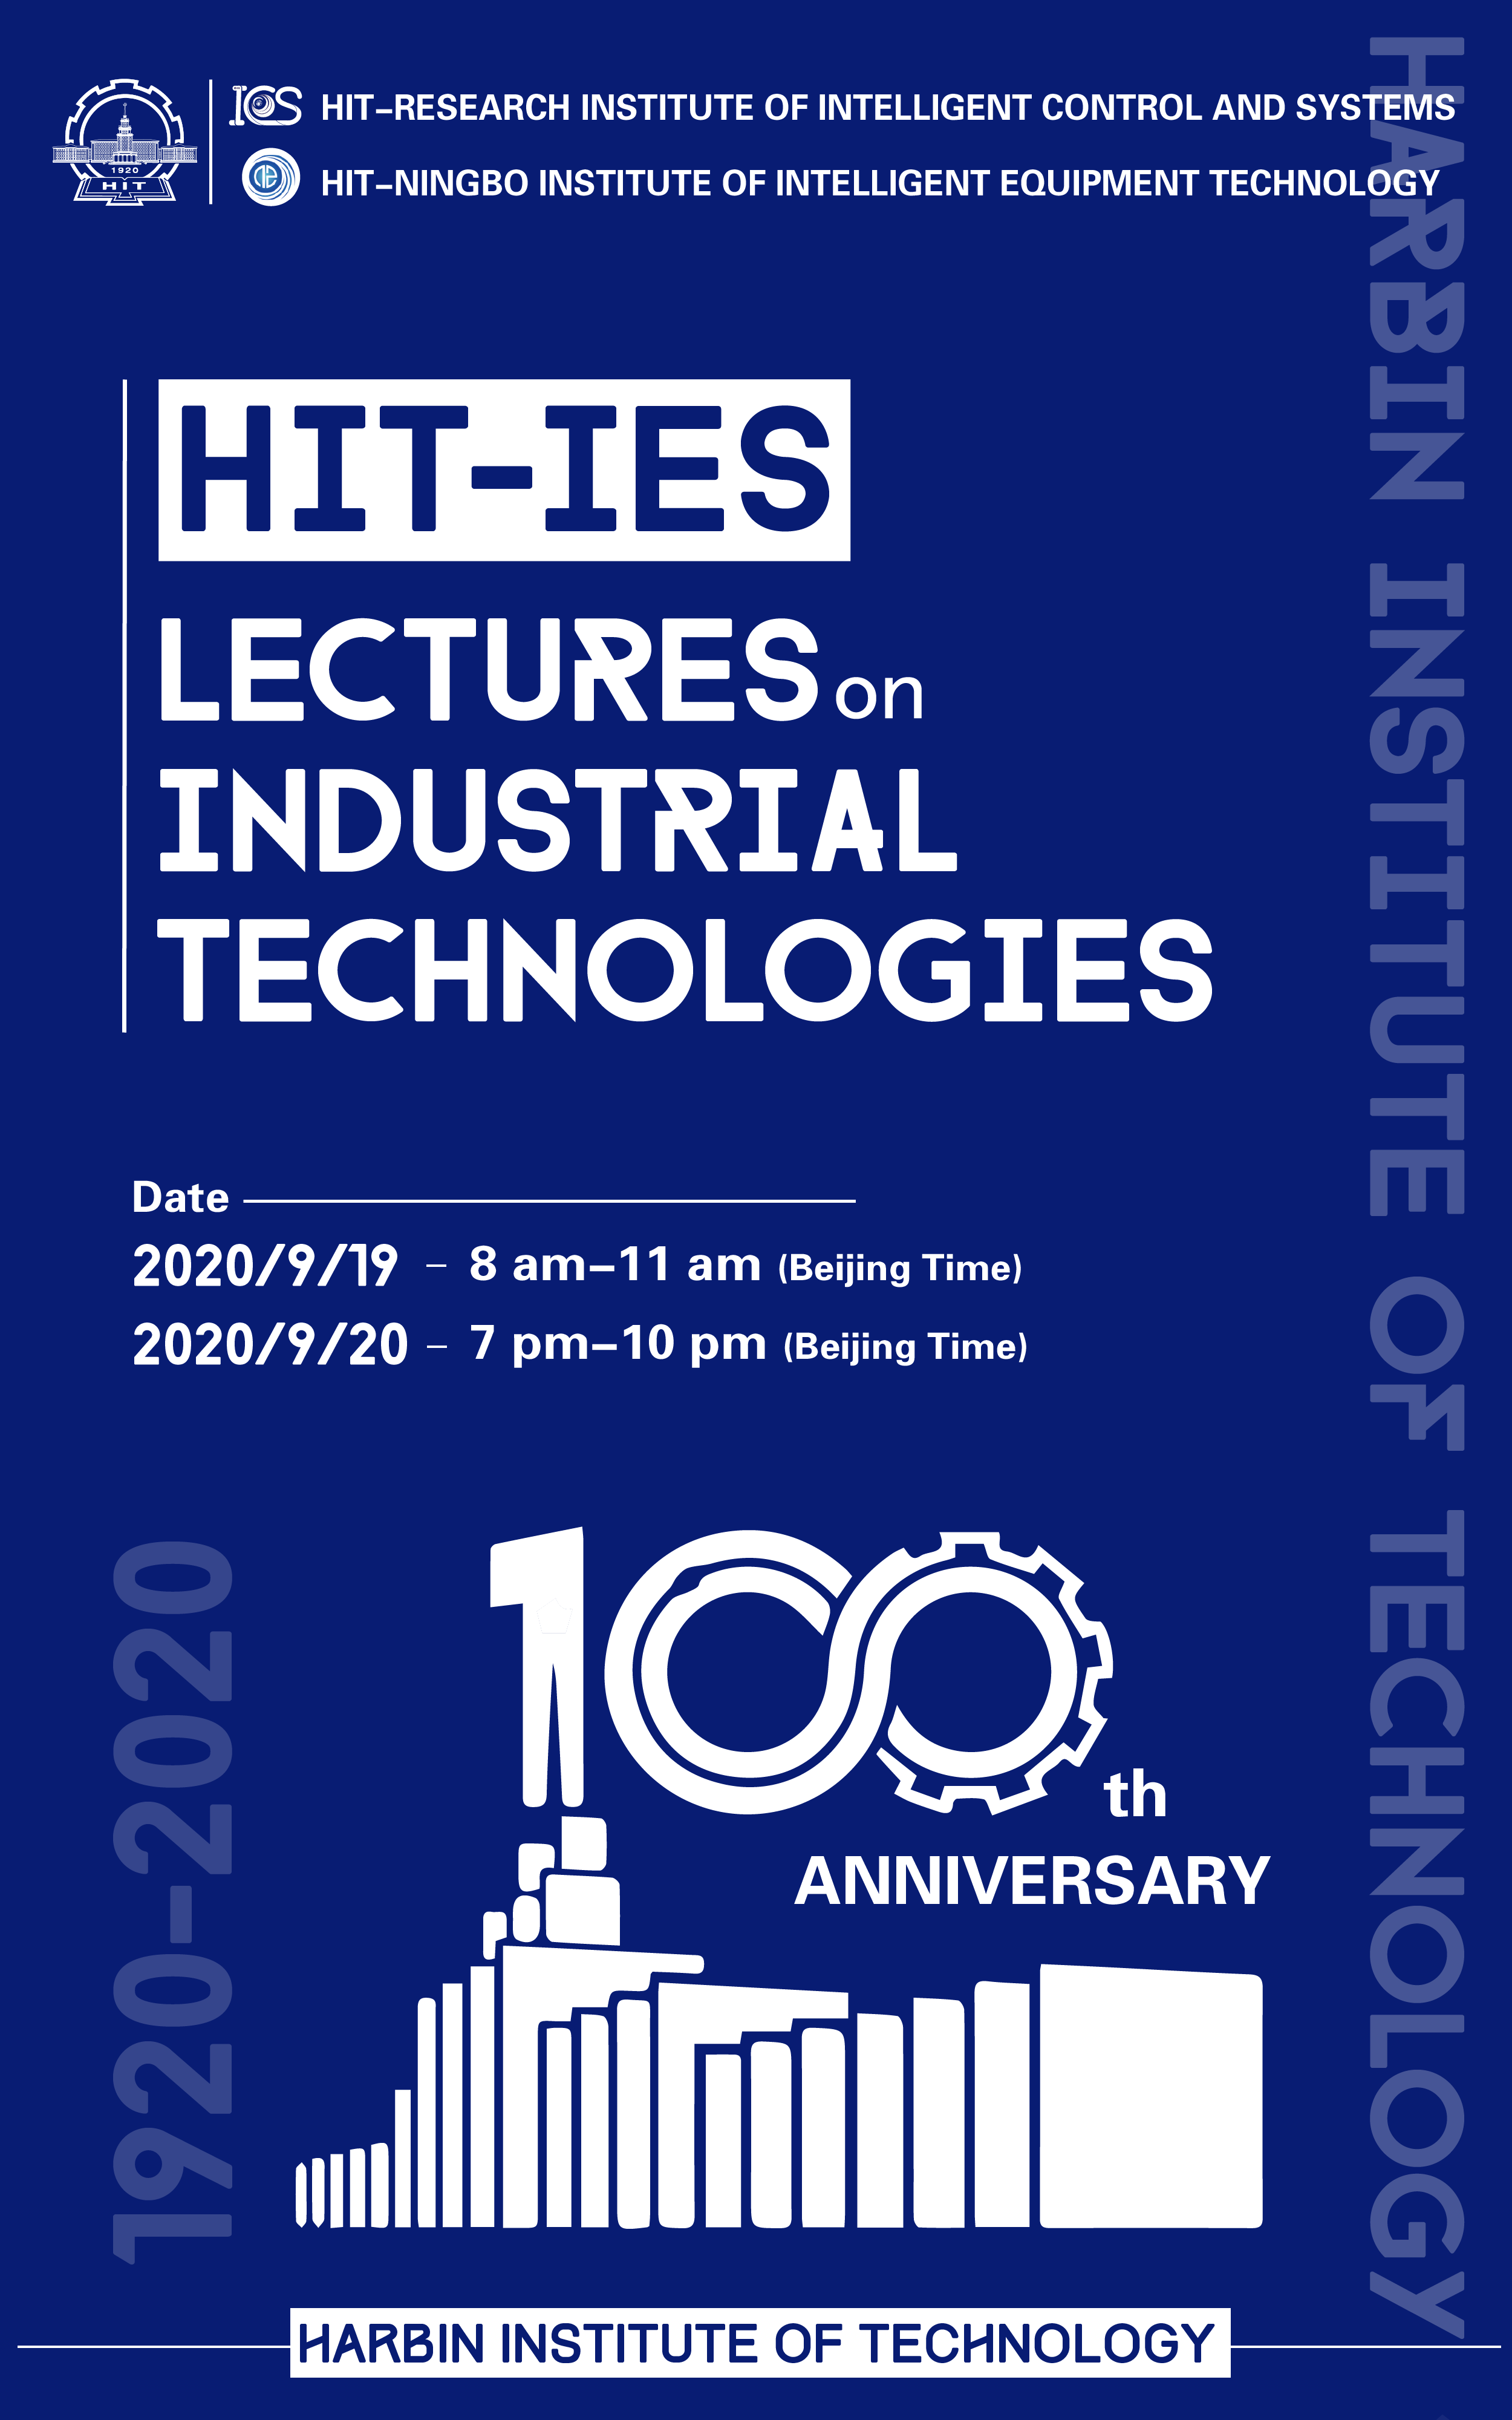 ICS HIT-RESEARCH INSTITUTE OF INTELLIGENT CONTROL AND SYSTEMS
HIT-NINGBO INSTITUTE OF INTELLIGENT EQUIPMENT TECHNOLOGY
1920
HIT
HIT-IES
LECTURES on
INDUSTRIAL
TECHNOLOGIES
Date
2020/9/19 – 8 am–11 am (Beijing Time)
2020/9/20 – 7 pm–10 pm (Beijing Time)
100th
ANNIVERSARY
1920-2020
HARBIN INSTITUTE OF TECHNOLOGY
HARBIN INSTITUTE OF TECHNOLOGY